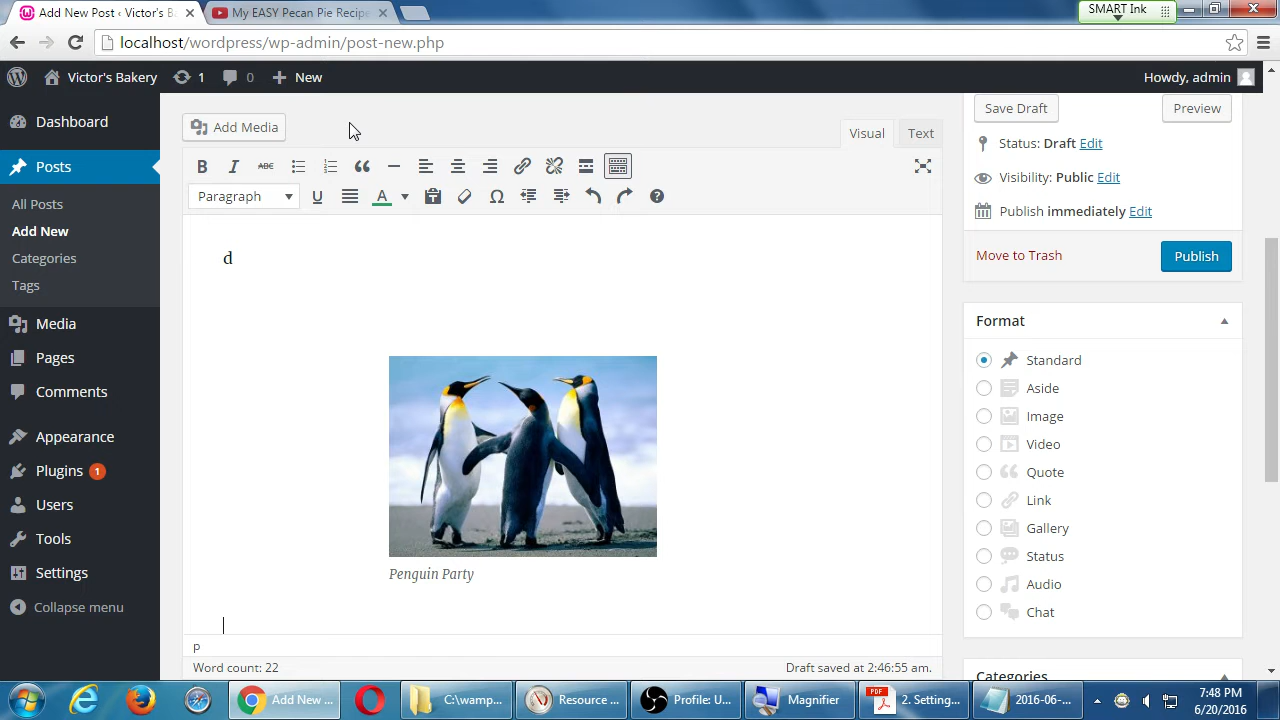 Add New Post ‹ Victor's B
My EASY Pecan Pie Recipe
SMART Ink
localhost/wordpress/wp-admin/post-new.php
Victor's Bakery
1
0
New
Howdy, admin
Dashboard
Posts
All Posts
Add New
Categories
Tags
Media
Pages
Comments
Appearance
Plugins 1
Users
Tools
Settings
Collapse menu
Add Media
Visual
Text
B I ABC
Paragraph
U
A
Ω
?
d
Penguin Party
p
Word count: 22
Draft saved at 2:46:55 am.
Save Draft
Preview
Status: Draft Edit
Visibility: Public Edit
Publish immediately Edit
Move to Trash
Publish
Format
Standard
Aside
Image
Video
Quote
Link
Gallery
Status
Audio
Chat
Categories
Add New ...
C:\wamp...
Resource ...
Profile: U...
Magnifier
PDF
2. Setting...
2016-06-...
7:48 PM
6/20/2016